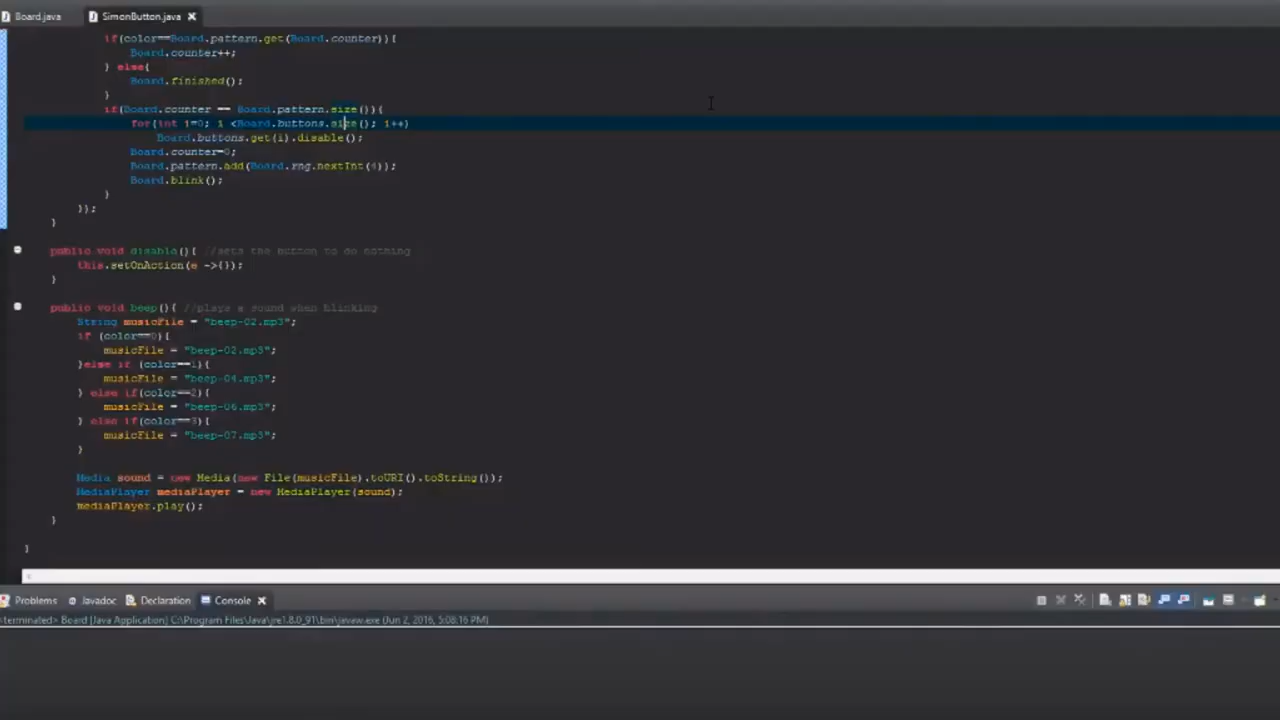 Board.java SimonButton.java
if(color==Board.pattern.get(Board.counter)){
Board.counter++;
} else{
Board.finished();
}
if(Board.counter == Board.pattern.size()){
for(int i=0; i <Board.buttons.size(); i++)
Board.buttons.get(i).disable();
Board.counter=0;
Board.pattern.add(Board.rng.nextInt(4));
Board.blink();
}
});
}
public void disable(){ //sets the button to do nothing
this.setOnAction(e ->{});
}
public void beep(){ //plays a sound when blinking
String musicFile = "beep-02.mp3";
if (color==0){
musicFile = "beep-02.mp3";
}else if (color==1){
musicFile = "beep-04.mp3";
} else if(color==2){
musicFile = "beep-06.mp3";
} else if(color==3){
musicFile = "beep-07.mp3";
}
Media sound = new Media(new File(musicFile).toURI().toString());
MediaPlayer mediaPlayer = new MediaPlayer(sound);
mediaPlayer.play();
}
}
Problems Javadoc Declaration Console
<terminated> Board [Java Application] C:\Program Files\Java\jre1.8.0_91\bin\javaw.exe (Jun 2, 2016, 5:08:16 PM)